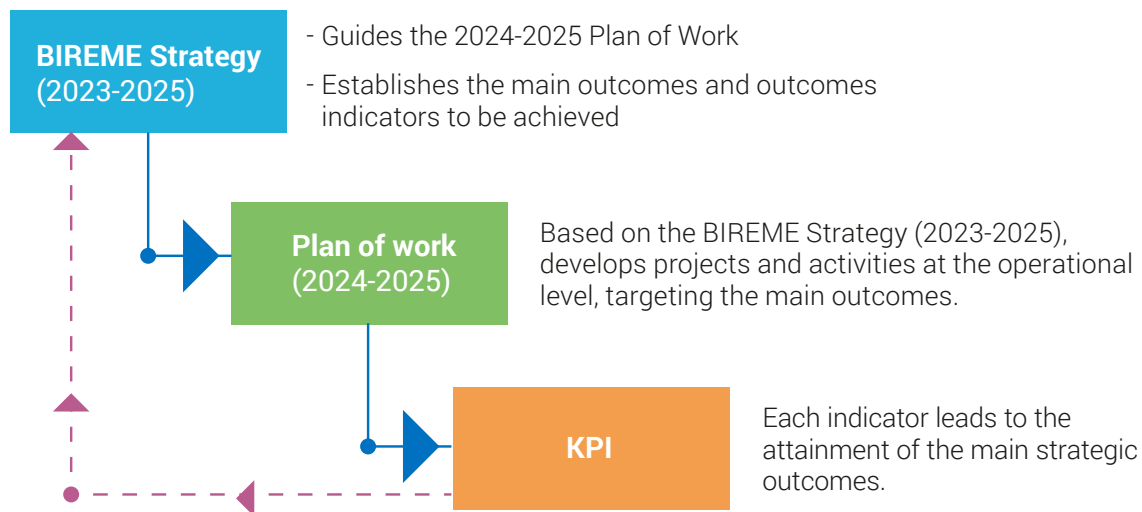 BIREME Strategy
(2023-2025)
- Guides the 2024-2025 Plan of Work
- Establishes the main outcomes and outcomes
indicators to be achieved
Plan of work
(2024-2025)
Based on the BIREME Strategy (2023-2025),
develops projects and activities at the operational
level, targeting the main outcomes.
KPI
Each indicator leads to the
attainment of the main strategic
outcomes.